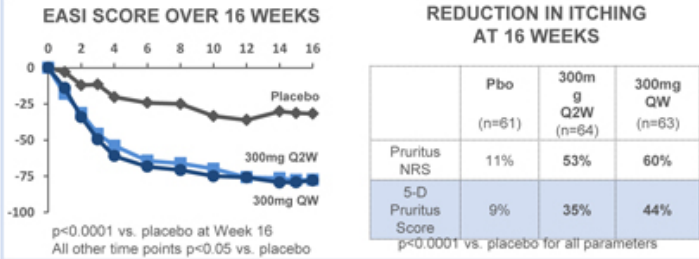 EASI SCORE OVER 16 WEEKS
0 2 4 6 8 10 12 14 16
0
-25
-50
-75
-100
Placebo
300mg Q2W
300mg QW
p<0.0001 vs. placebo at Week 16
All other time points p<0.05 vs. placebo
REDUCTION IN ITCHING
AT 16 WEEKS
Pbo
(n=61)
300m
g
Q2W
(n=64)
300mg
QW
(n=63)
Pruritus
NRS
11% 53% 60%
5-D
Pruritus
Score
9% 35% 44%
p<0.0001 vs. placebo for all parameters